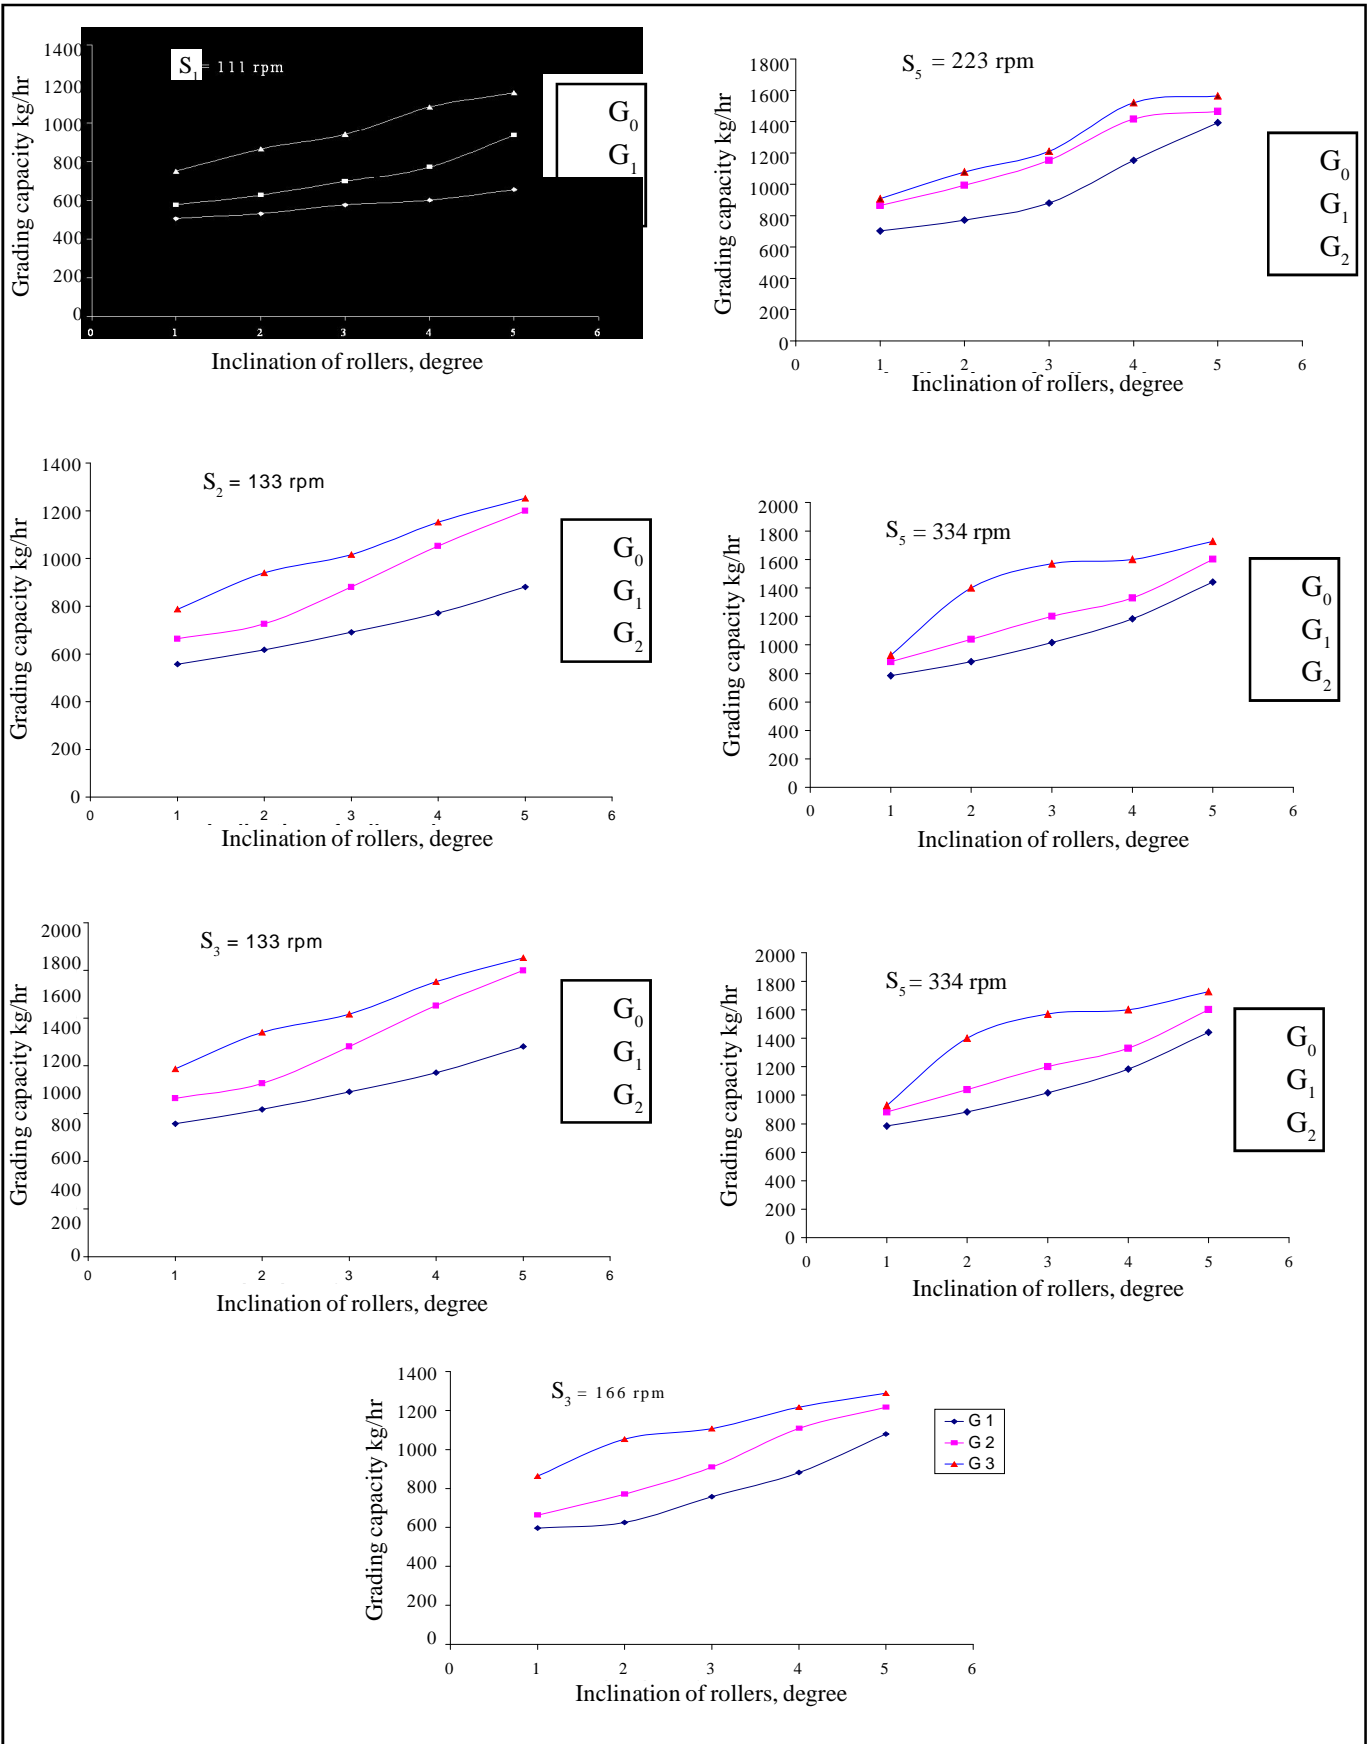 S1 = 111 rpm
Grading capacity kg/hr
1400
1200
1000
800
600
400
200
0
0 1 2 3 4 5 6
Inclination of rollers, degree
G0
G1
S5 = 223 rpm
Grading capacity kg/hr
1800
1600
1400
1200
1000
800
600
400
200
0
0 1 2 3 4 5 6
Inclination of rollers, degree
G0
G1
G2
S2 = 133 rpm
Grading capacity kg/hr
1400
1200
1000
800
600
400
200
0
0 1 2 3 4 5 6
Inclination of rollers, degree
G0
G1
G2
S5 = 334 rpm
Grading capacity kg/hr
2000
1800
1600
1400
1200
1000
800
600
400
200
0
0 1 2 3 4 5 6
Inclination of rollers, degree
G0
G1
G2
S3 = 133 rpm
Grading capacity kg/hr
2000
1800
1600
1400
1200
1000
800
600
400
200
0
0 1 2 3 4 5 6
Inclination of rollers, degree
G0
G1
G2
S5 = 334 rpm
Grading capacity kg/hr
2000
1800
1600
1400
1200
1000
800
600
400
200
0
0 1 2 3 4 5 6
Inclination of rollers, degree
G0
G1
G2
S3 = 166 rpm
Grading capacity kg/hr
1400
1200
1000
800
600
400
200
0
0 1 2 3 4 5 6
Inclination of rollers, degree
G 1
G 2
G 3